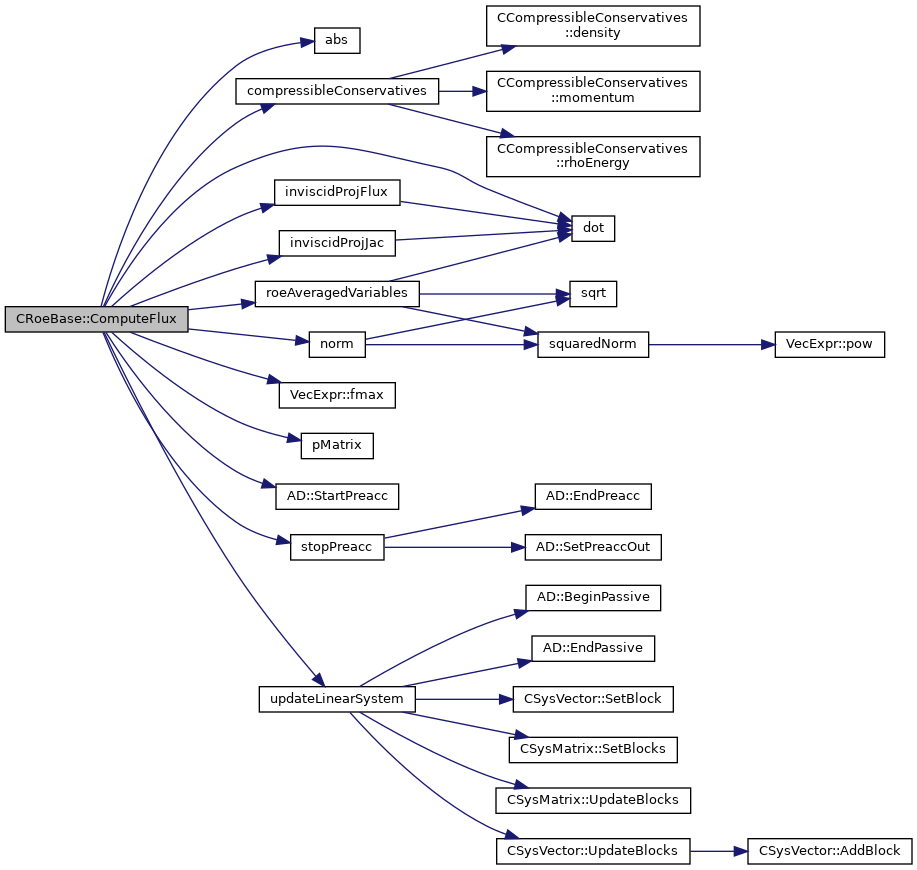 CCompressibleConservatives
::density
abs
compressibleConservatives
CCompressibleConservatives
::momentum
CCompressibleConservatives
::rhoEnergy
inviscidProjFlux
dot
inviscidProjJac
roeAveragedVariables
sqrt
CRoeBase::ComputeFlux
norm
squaredNorm
VecExpr::pow
VecExpr::fmax
pMatrix
AD::StartPreacc
AD::EndPreacc
stopPreacc
AD::SetPreaccOut
AD::BeginPassive
AD::EndPassive
updateLinearSystem
CSysVector::SetBlock
CSysMatrix::SetBlocks
CSysMatrix::UpdateBlocks
CSysVector::UpdateBlocks
CSysVector::AddBlock